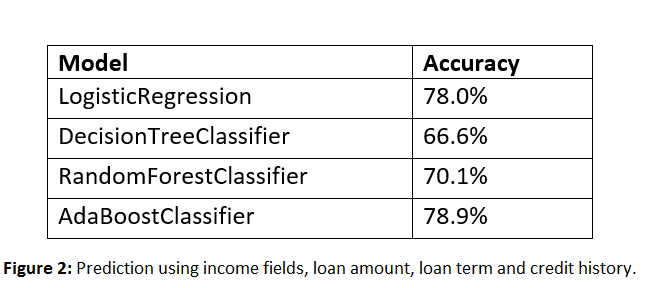 Model Accuracy
LogisticRegression 78.0%
DecisionTreeClassifier 66.6%
RandomForestClassifier 70.1%
AdaBoostClassifier 78.9%
Figure 2: Prediction using income fields, loan amount, loan term and credit history.